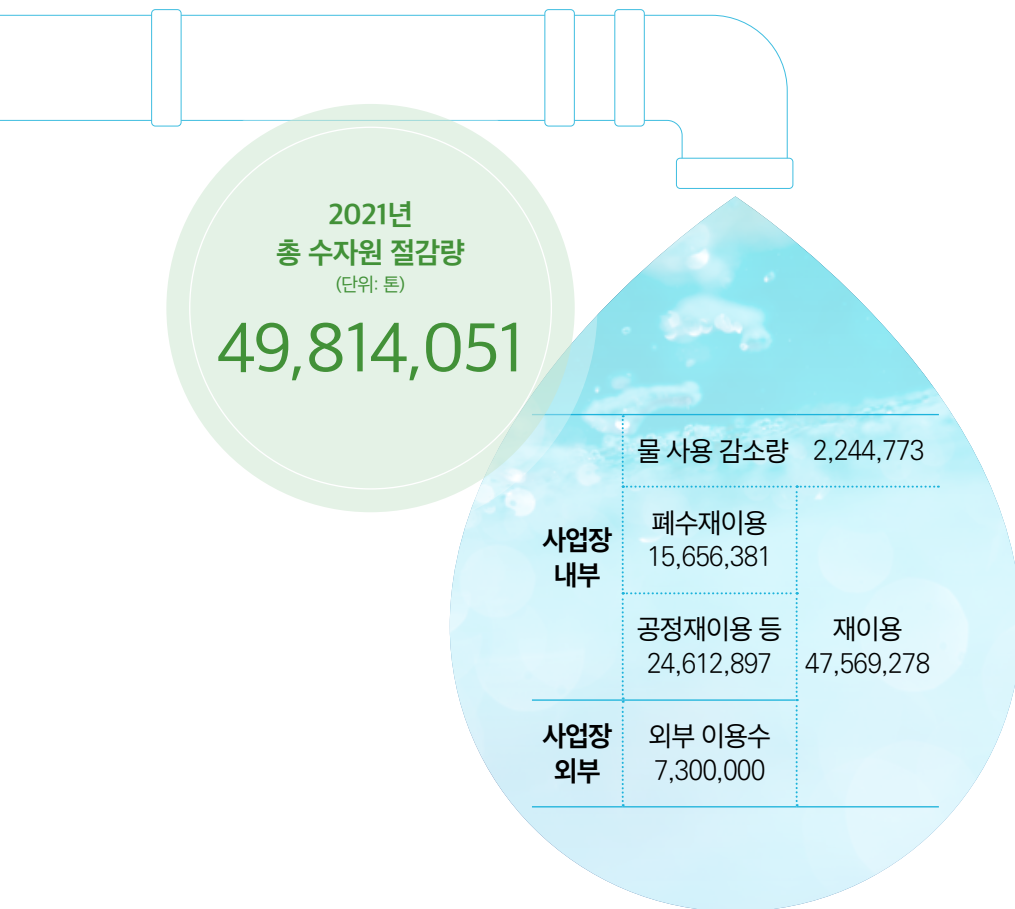 2021년
총 수자원 절감량
(단위: 톤)
49,814,051
물 사용 감소량 2,244,773
사업장
내부
폐수재이용
15,656,381
공정재이용 등
24,612,897
재이용
47,569,278
사업장
외부
외부 이용수
7,300,000